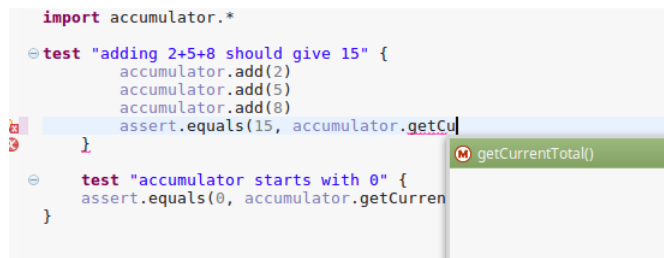 import accumulator.*
test "adding 2+5+8 should give 15" {
accumulator.add(2)
accumulator.add(5)
accumulator.add(8)
assert.equals(15, accumulator.getCu
}
M getCurrentTotal()
test "accumulator starts with 0" {
assert.equals(0, accumulator.getCurren
}